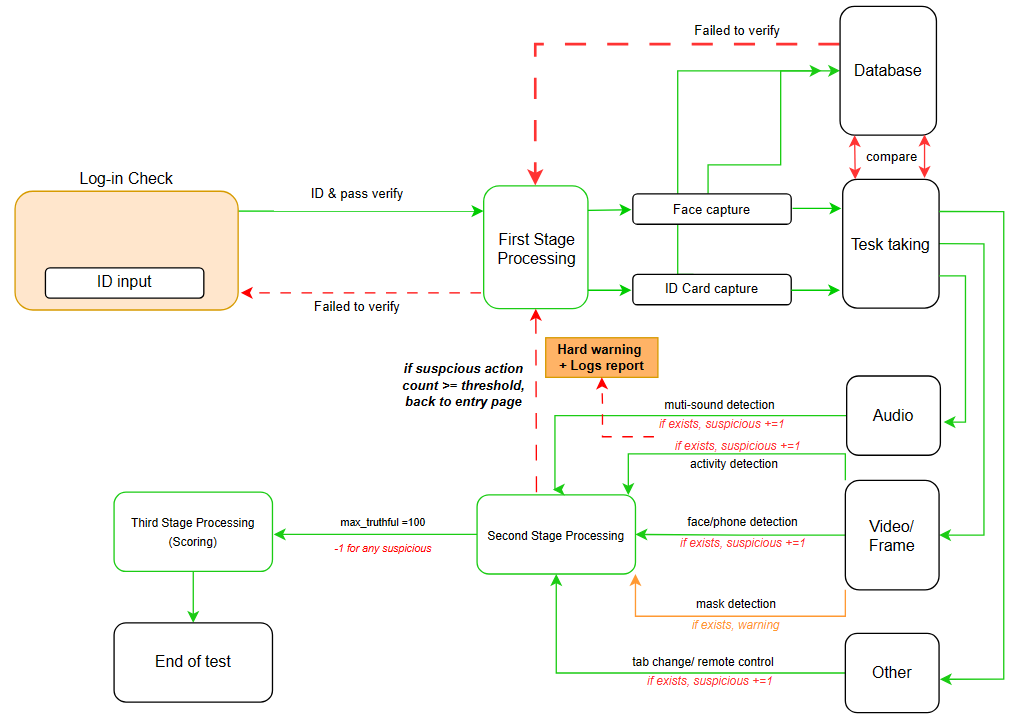 Failed to verify
Database
compare
Log-in Check
ID & pass verify
ID input
Failed to verify
First Stage
Processing
Face capture
ID Card capture
Tesk taking
if suspcious action
count >= threshold,
back to entry page
Hard warning
+ Logs report
muti-sound detection
if exists, suspicious +=1
Audio
if exists, suspicious +=1
activity detection
Third Stage Processing
(Scoring)
max_truthful =100
-1 for any suspicious
Second Stage Processing
face/phone detection
if exists, suspicious +=1
Video/
Frame
mask detection
if exists, warning
End of test
tab change/ remote control
if exists, suspicious +=1
Other